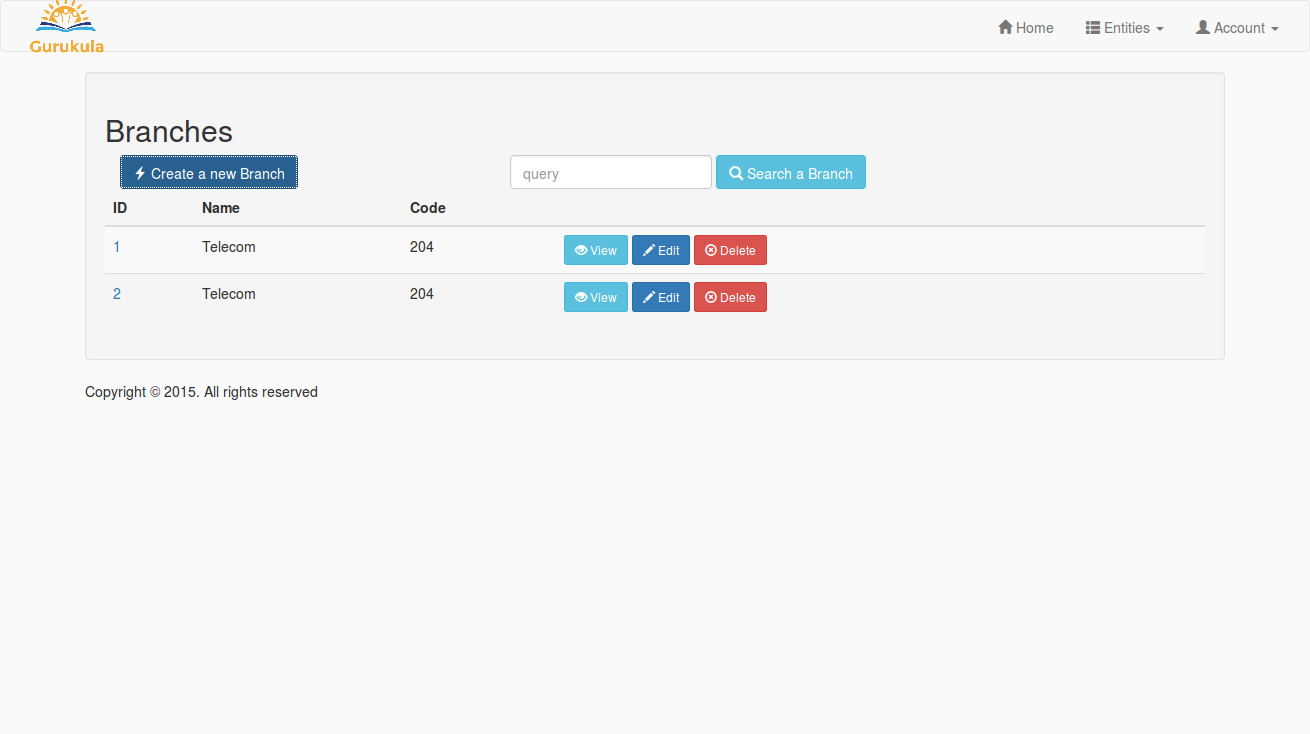 Gurukula
Home Entities Account
Branches
Create a new Branch query Search a Branch
ID Name Code
1 Telecom 204 View Edit Delete
2 Telecom 204 View Edit Delete
Copyright © 2015. All rights reserved